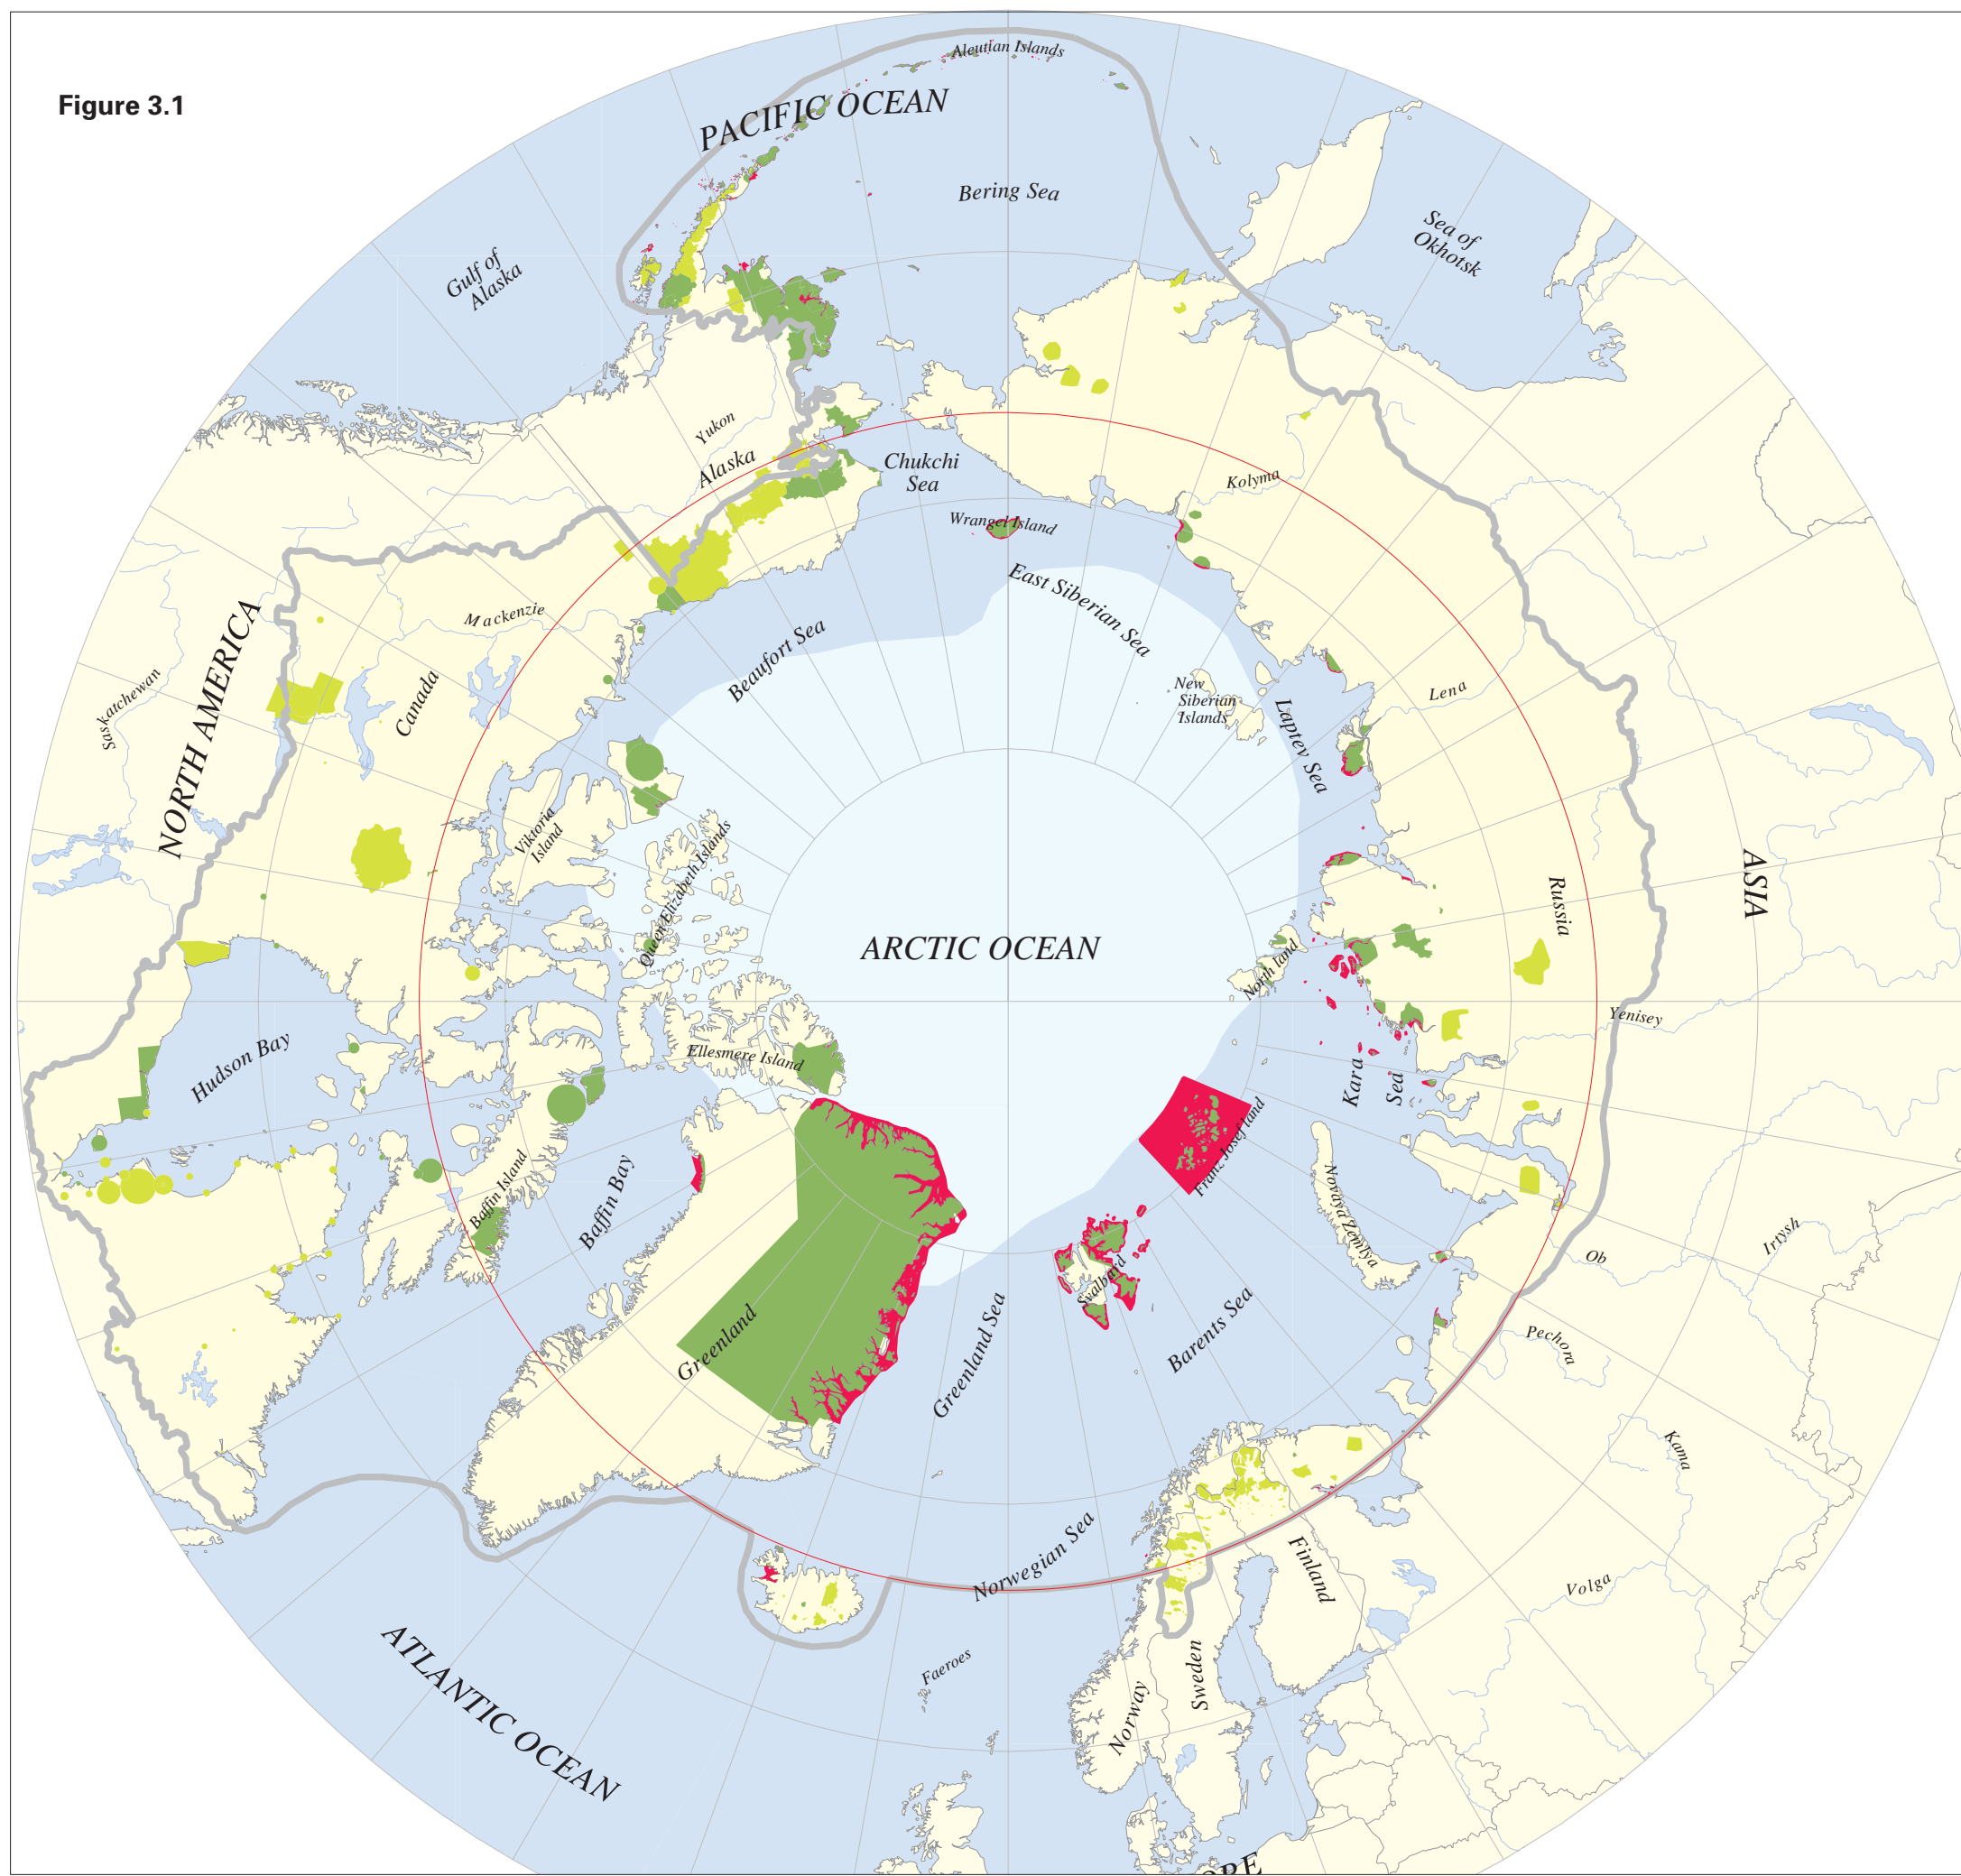 Figure 3.1
Aleutian Islands
PACIFIC OCEAN
Bering Sea
Sea of
Okhotsk
Gulf of
Alaska
Yukon
Alaska
Chukchi
Sea
Kolyma
Wrangel Island
East Siberian Sea
Mackenzie
Beaufort Sea
New
Siberian
Islands
Laptev Sea
Lena
NORTH AMERICA
Saskatchewan
Canada
Viktoria
Island
Queen Elizabeth Islands
ARCTIC OCEAN
North land
Russia
ASIA
Yenisey
Hudson Bay
Ellesmere Island
Kara
Sea
Franz Josef land
Baffin Island
Baffin Bay
Novaya Zemlya
Ob
Irtysh
Svalbard
Barents Sea
Greenland
Greenland Sea
Pechora
Kama
Norwegian Sea
Finland
Volga
Faeroes
Sweden
Norway
ATLANTIC OCEAN
OPE